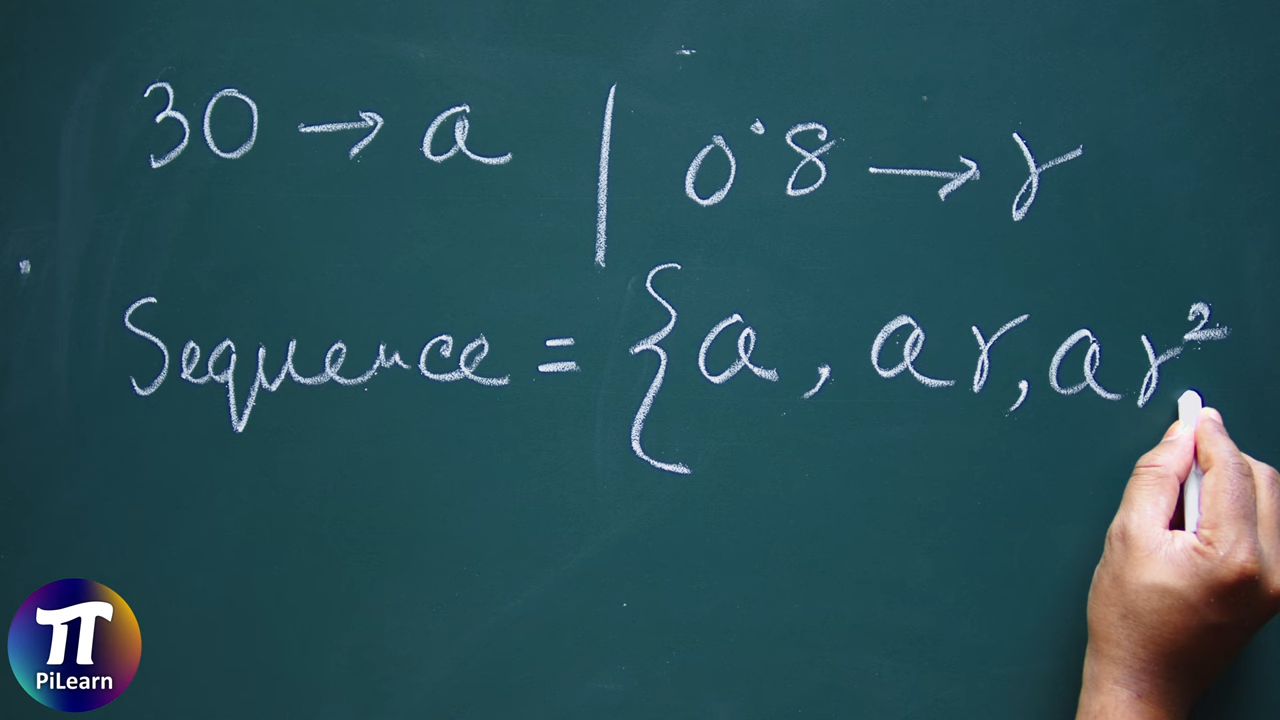 30 → a | 0.8 → r
Sequence = { a , ar , ar²
π
PiLearn